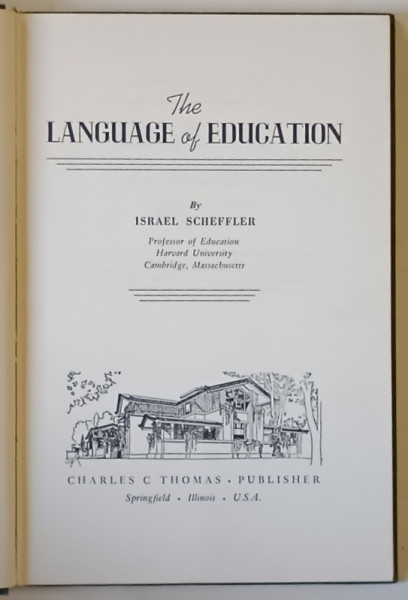 The
LANGUAGE of EDUCATION
By
ISRAEL SCHEFFLER
Professor of Education
Harvard University
Cambridge, Massachusetts
CHARLES C THOMAS • PUBLISHER
Springfield • Illinois • U.S.A.